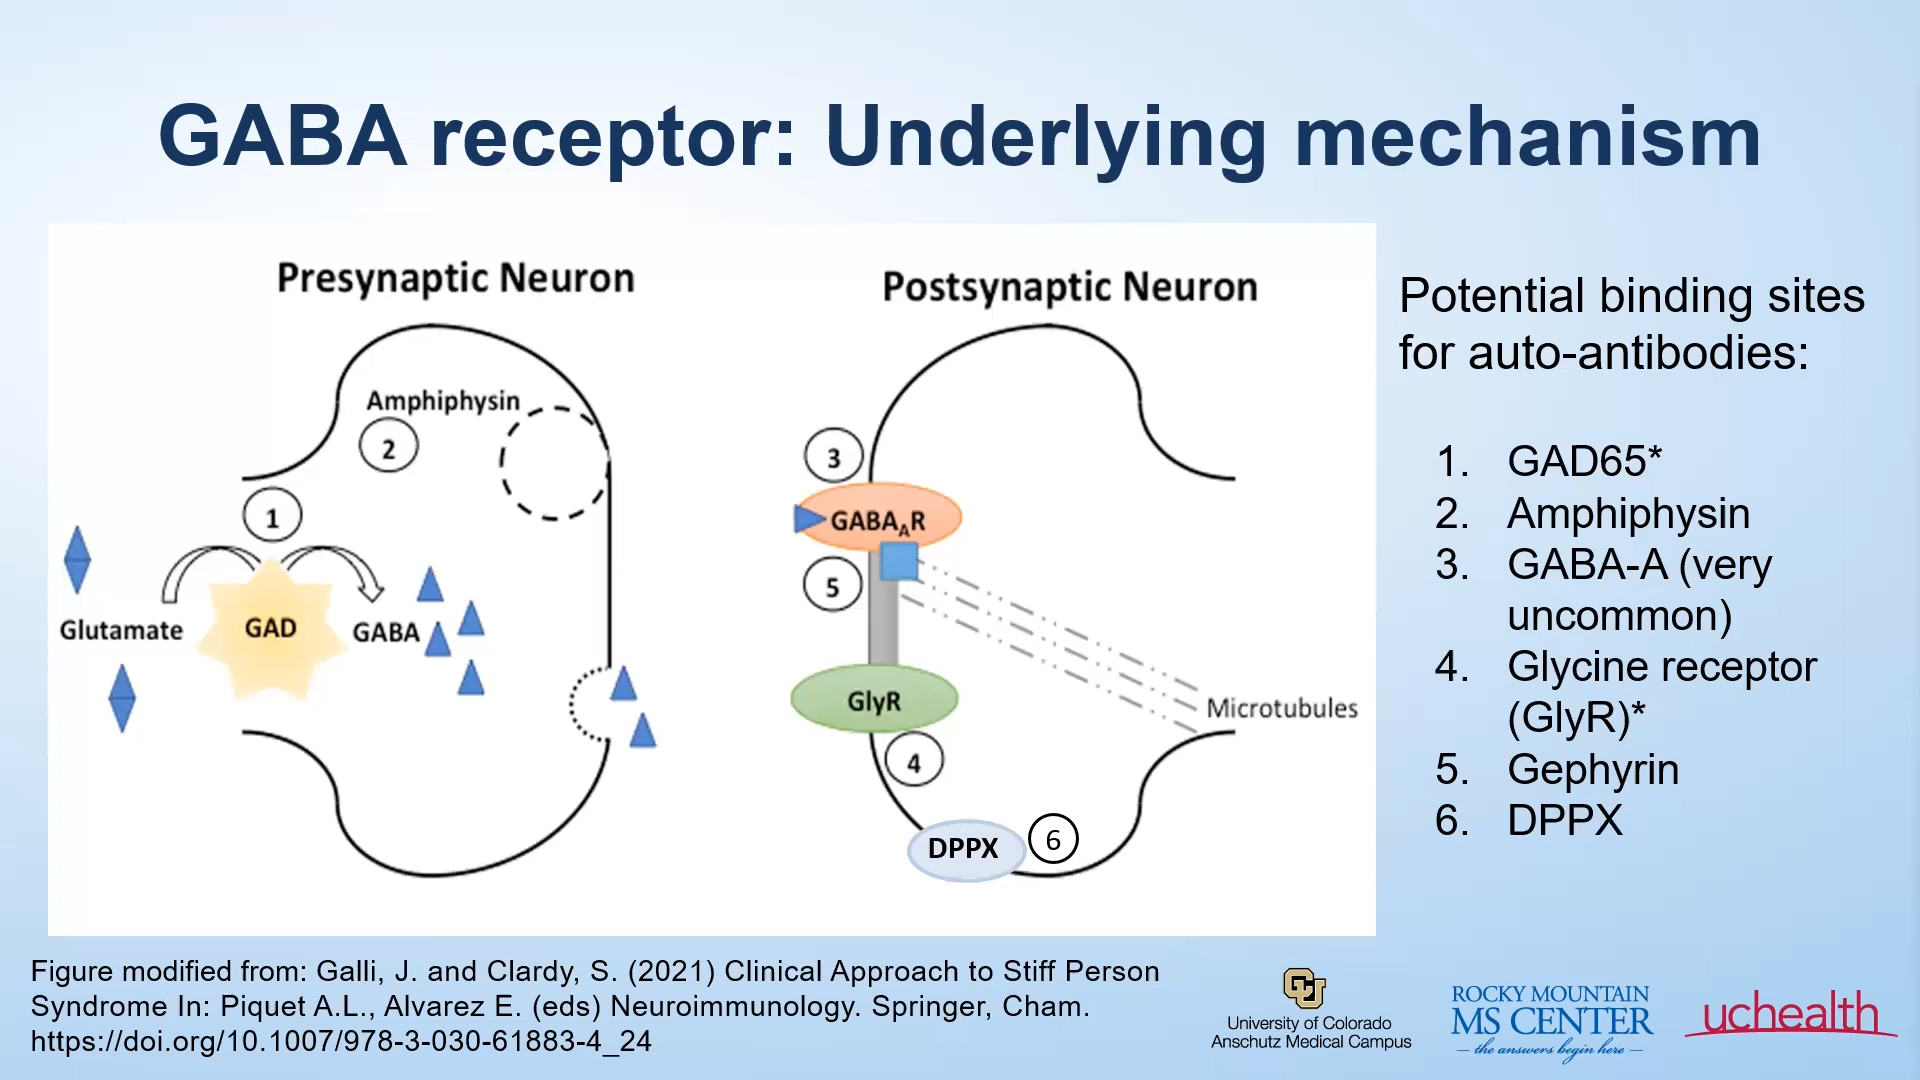 GABA receptor: Underlying mechanism
Presynaptic Neuron
Postsynaptic Neuron
Amphiphysin
2
1
Glutamate
GAD
GABA
3
GABAAR
5
GlyR
4
Microtubules
DPPX
6
Potential binding sites
for auto-antibodies:
1. GAD65*
2. Amphiphysin
3. GABA-A (very
uncommon)
4. Glycine receptor
(GlyR)*
5. Gephyrin
6. DPPX
Figure modified from: Galli, J. and Clardy, S. (2021) Clinical Approach to Stiff Person
Syndrome In: Piquet A.L., Alvarez E. (eds) Neuroimmunology. Springer, Cham.
https://doi.org/10.1007/978-3-030-61883-4_24
CU
University of Colorado
Anschutz Medical Campus
ROCKY MOUNTAIN
MS CENTER
— the answers begin here —
uchealth